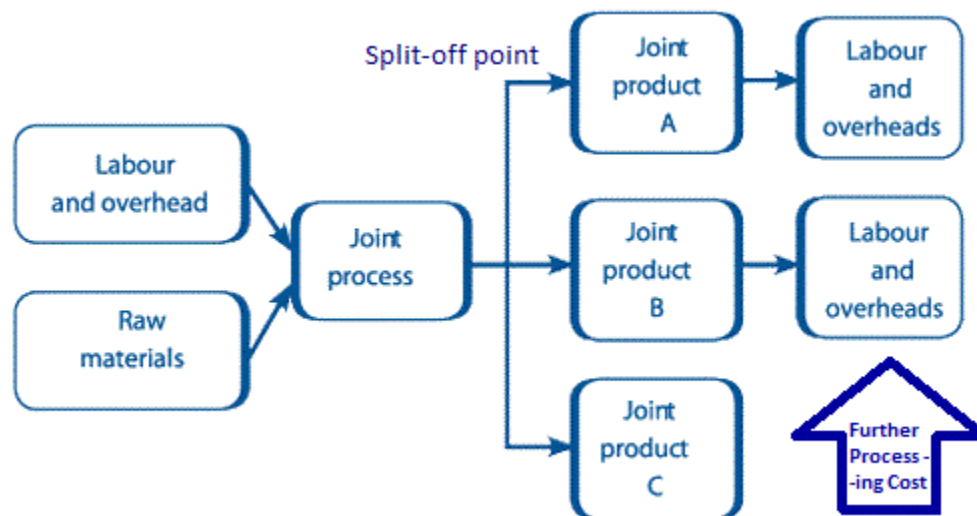 Split-off point
Labour
and overhead
Raw
materials
Joint
process
Joint
product
A
Labour
and
overheads
Joint
product
B
Labour
and
overheads
Joint
product
C
Further
Process -
-ing Cost